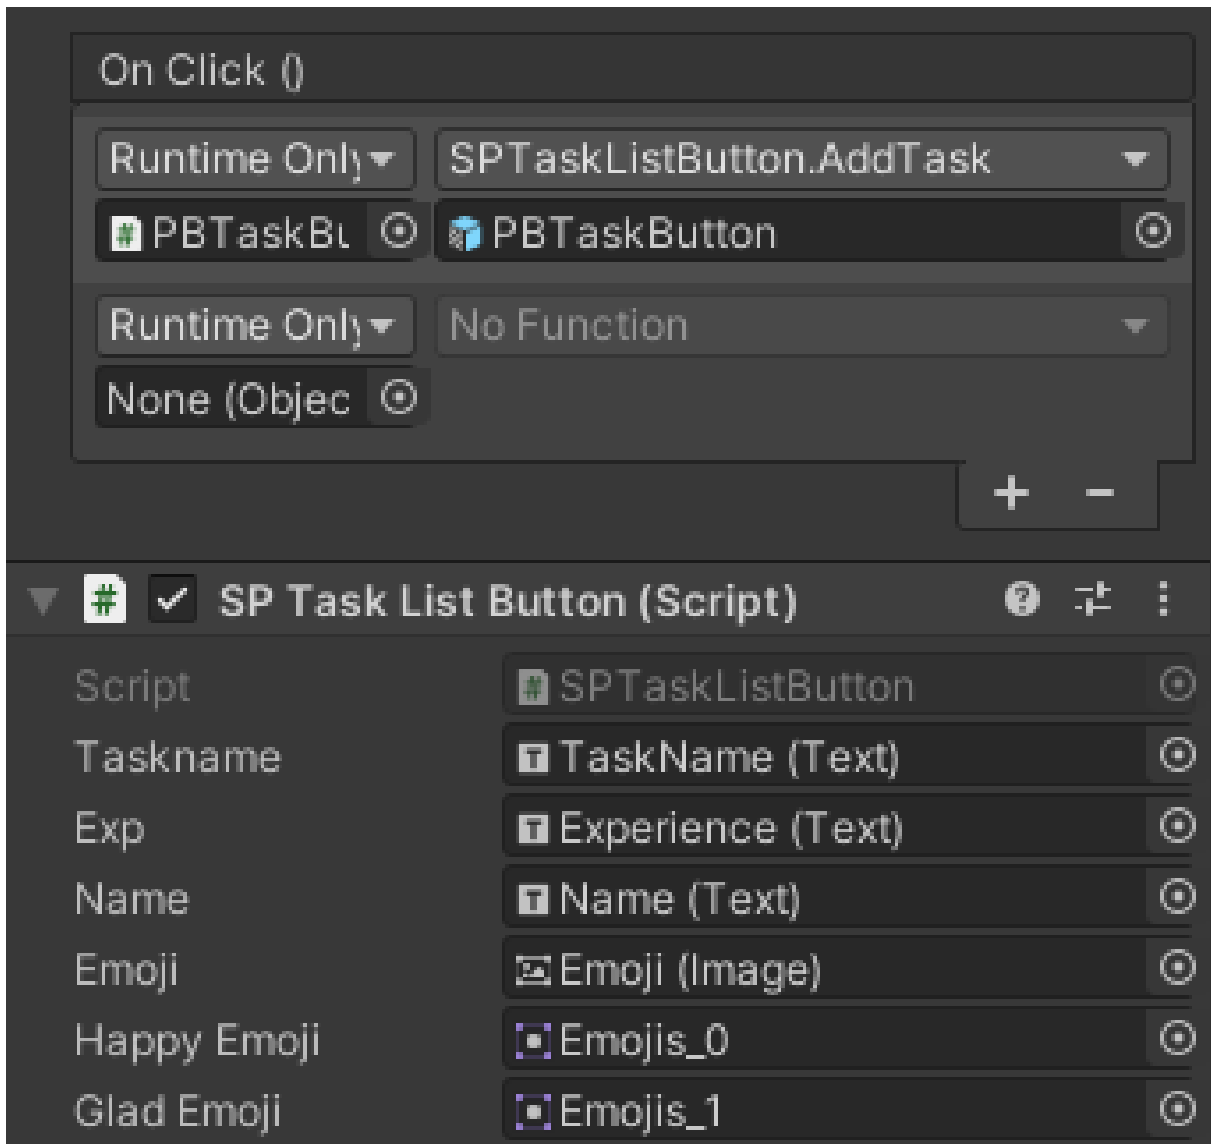 On Click ()
Runtime Only SPTaskListButton.AddTask
PBTaskBu PBTaskButton
Runtime Only No Function
None (Objec
SP Task List Button (Script)
Script SPTaskListButton
Taskname TaskName (Text)
Exp Experience (Text)
Name Name (Text)
Emoji Emoji (Image)
Happy Emoji Emojis_0
Glad Emoji Emojis_1